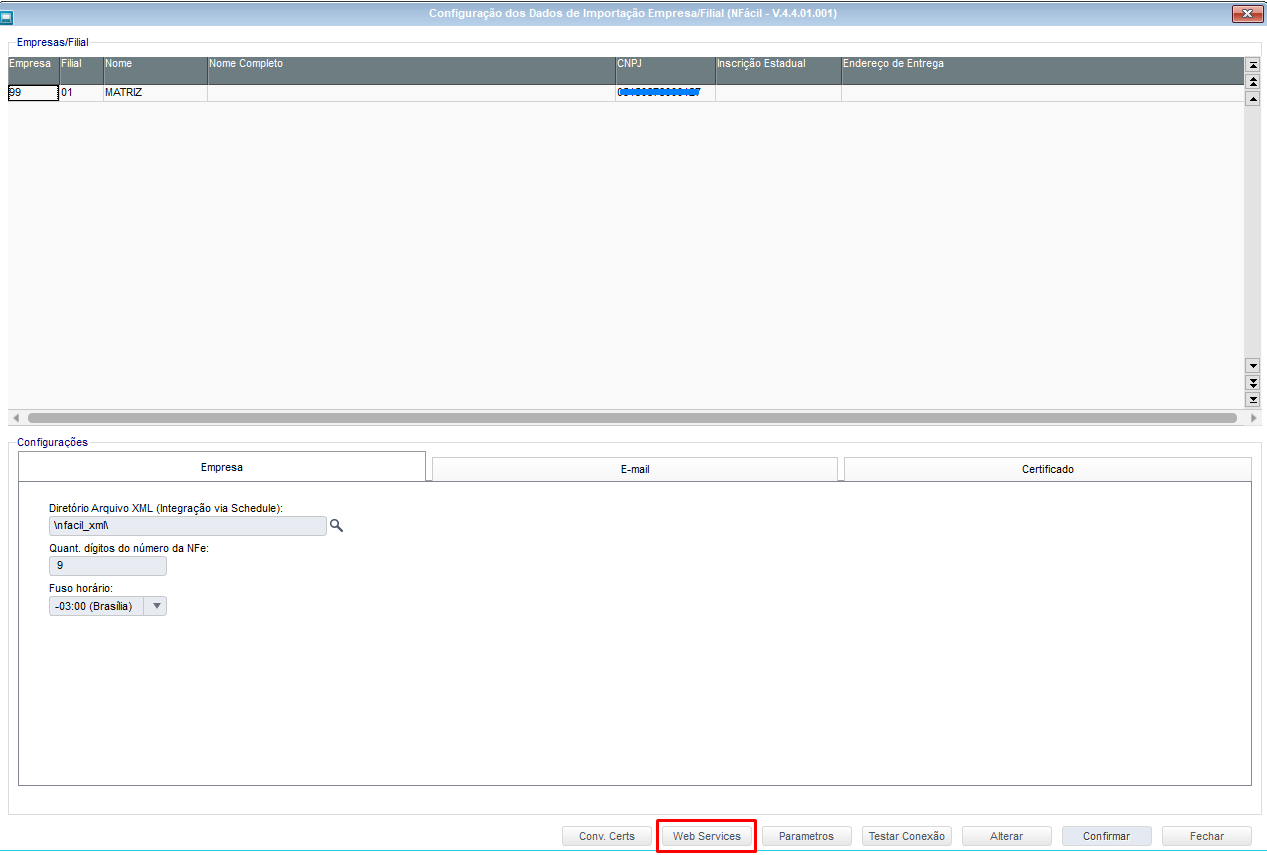 Configuração dos Dados de Importação Empresa/Filial (NFácil - V.4.4.01.001)
Empresas/Filial
Empresa Filial Nome Nome Completo CNPJ Inscrição Estadual Endereço de Entrega
99 01 MATRIZ
Configurações
Empresa E-mail Certificado
Diretório Arquivo XML (Integração via Schedule):
\nfacil_xml\
Quant. dígitos do número da NFe:
9
Fuso horário:
-03:00 (Brasília)
Conv. Certs Web Services Parametros Testar Conexão Alterar Confirmar Fechar